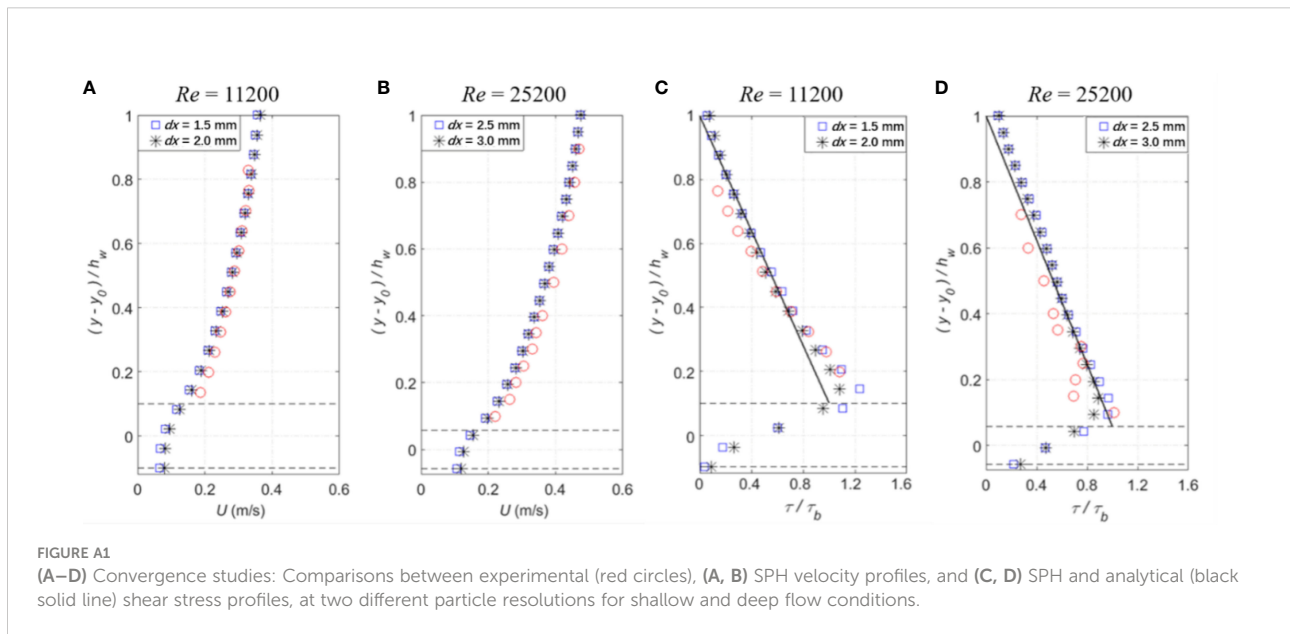 A
Re = 11200
dx = 1.5 mm
dx = 2.0 mm
1
0.8
0.6
0.4
0.2
0
(y - y0) / hw
0
0.2
0.4
0.6
U (m/s)
B
Re = 25200
dx = 2.5 mm
dx = 3.0 mm
1
0.8
0.6
0.4
0.2
0
(y - y0) / hw
0
0.2
0.4
0.6
U (m/s)
C
Re = 11200
dx = 1.5 mm
dx = 2.0 mm
1
0.8
0.6
0.4
0.2
0
(y - y0) / hw
0
0.4
0.8
1.2
1.6
τ / τb
D
Re = 25200
dx = 2.5 mm
dx = 3.0 mm
1
0.8
0.6
0.4
0.2
0
(y - y0) / hw
0
0.4
0.8
1.2
1.6
τ / τb
FIGURE A1
(A–D) Convergence studies: Comparisons between experimental (red circles), (A, B) SPH velocity profiles, and (C, D) SPH and analytical (black
solid line) shear stress profiles, at two different particle resolutions for shallow and deep flow conditions.